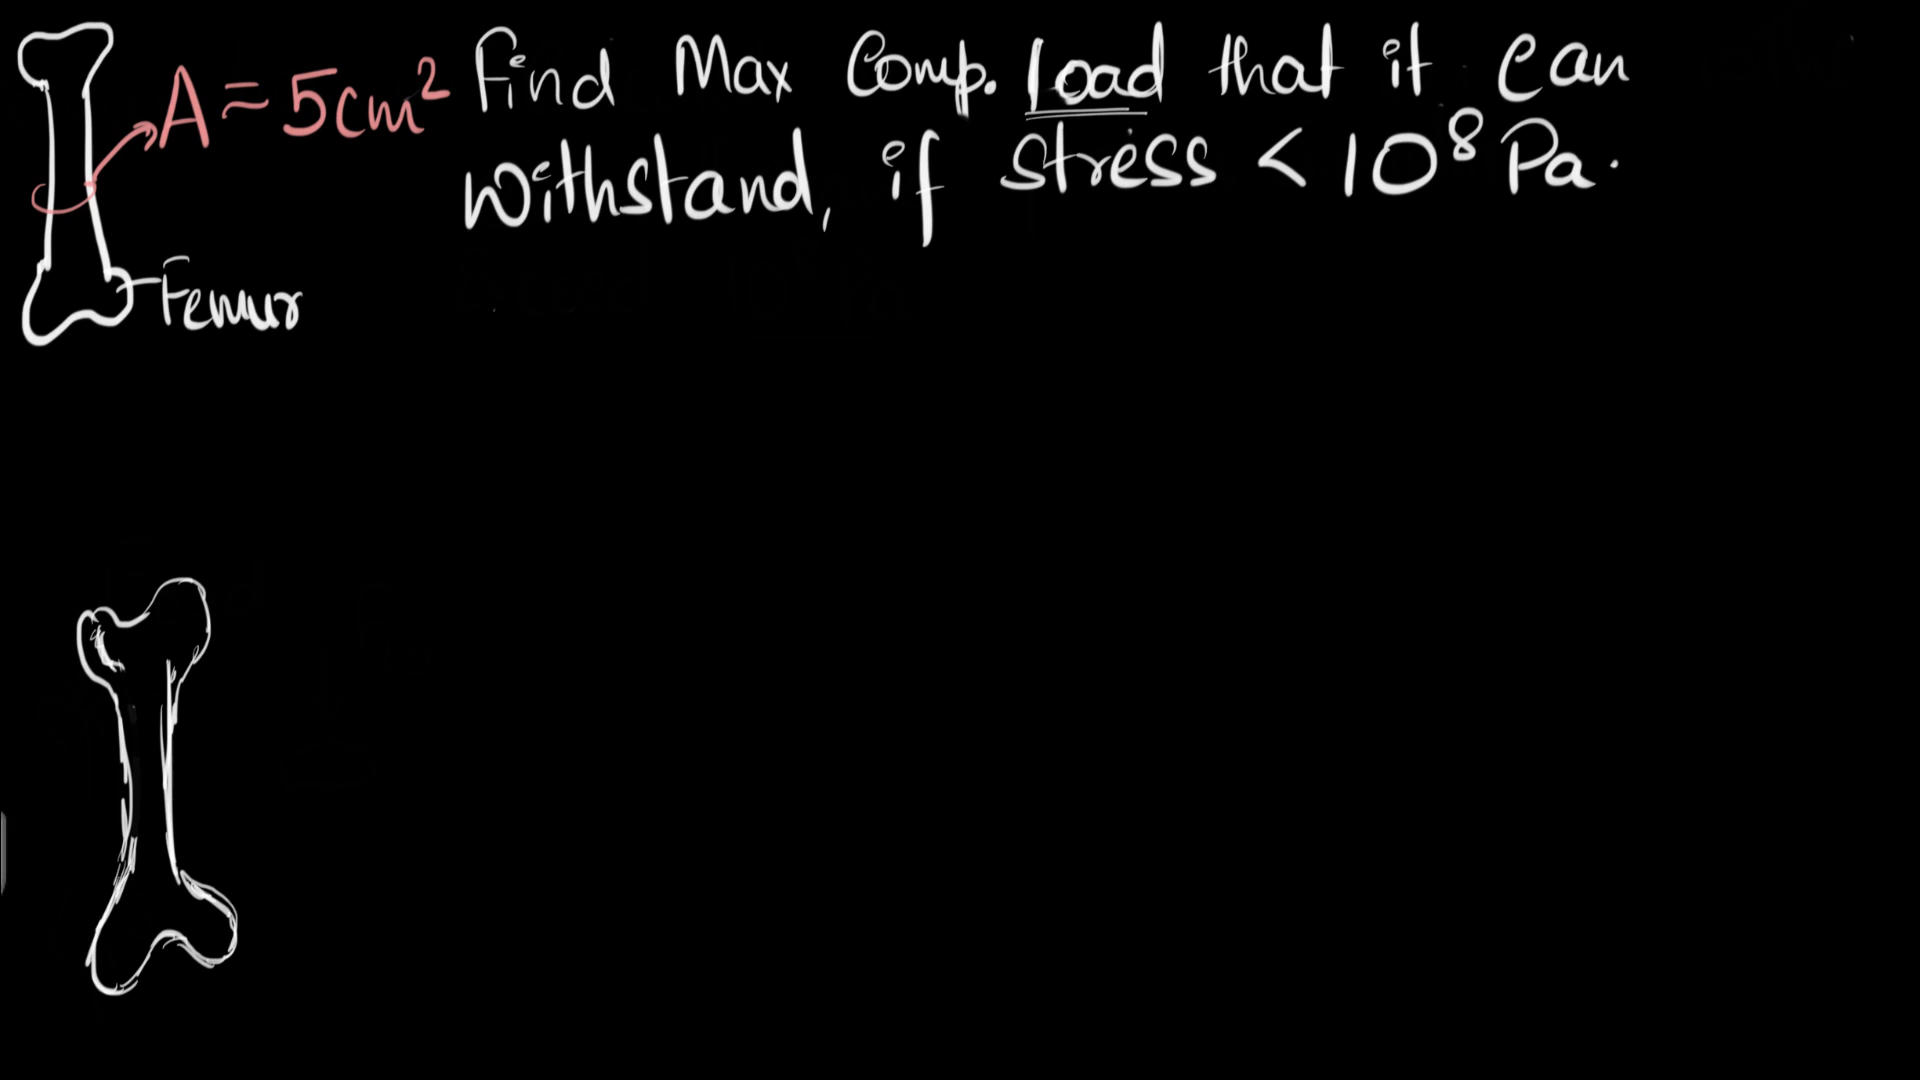 A = 5cm² Find Max Comp. load that it can
withstand, if stress < 10⁸ Pa.
Femur